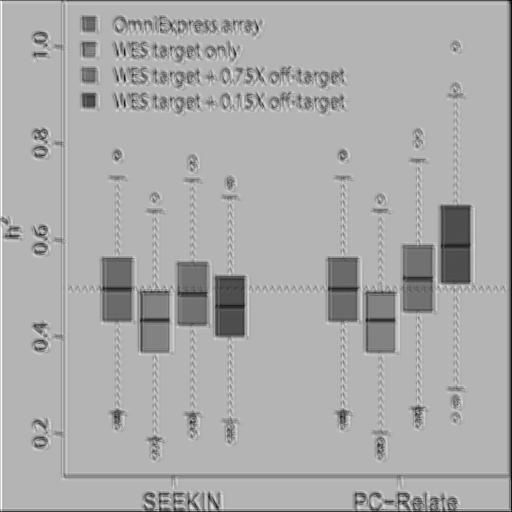 OmniExpress array
WES target only
WES target + 0.75X off-target
WES target + 0.15X off-target
1.0
0.8
0.6
0.4
0.2
h²
SEEKIN
PC-Relate